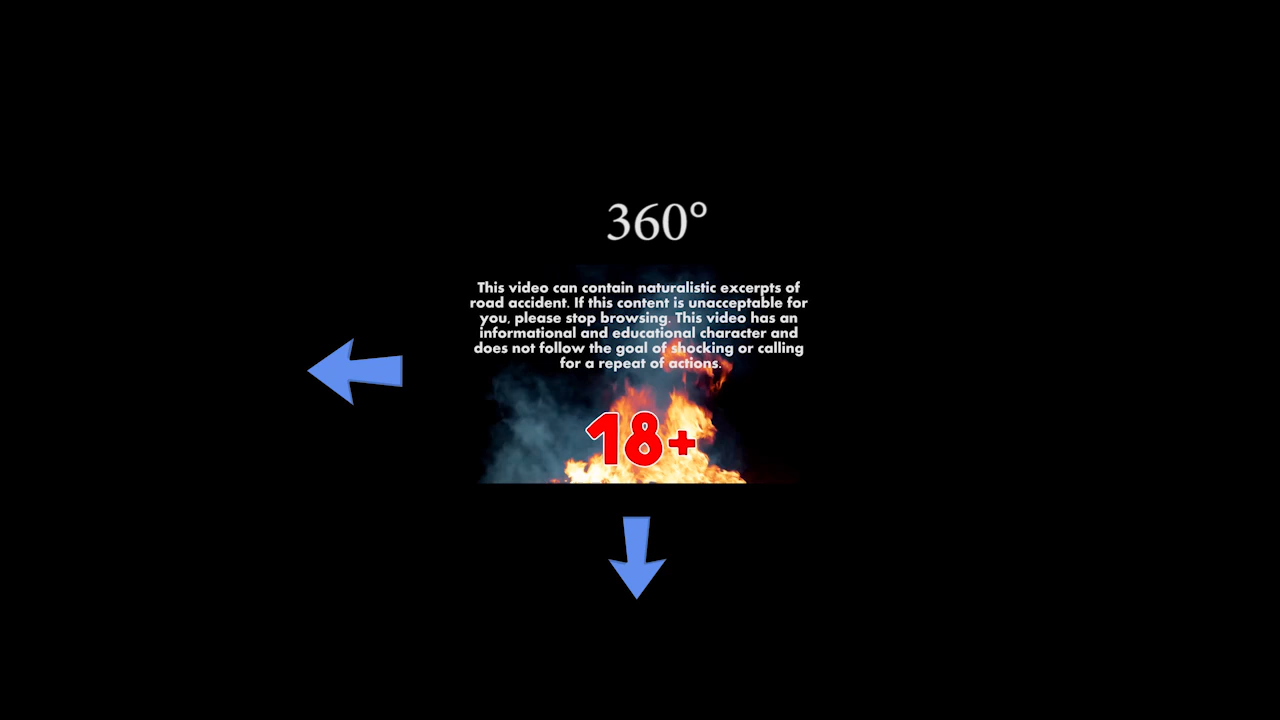 360°
This video can contain naturalistic excerpts of
road accident. If this content is unacceptable for
you, please stop browsing. This video has an
informational and educational character and
does not follow the goal of shocking or calling
for a repeat of actions.
18+